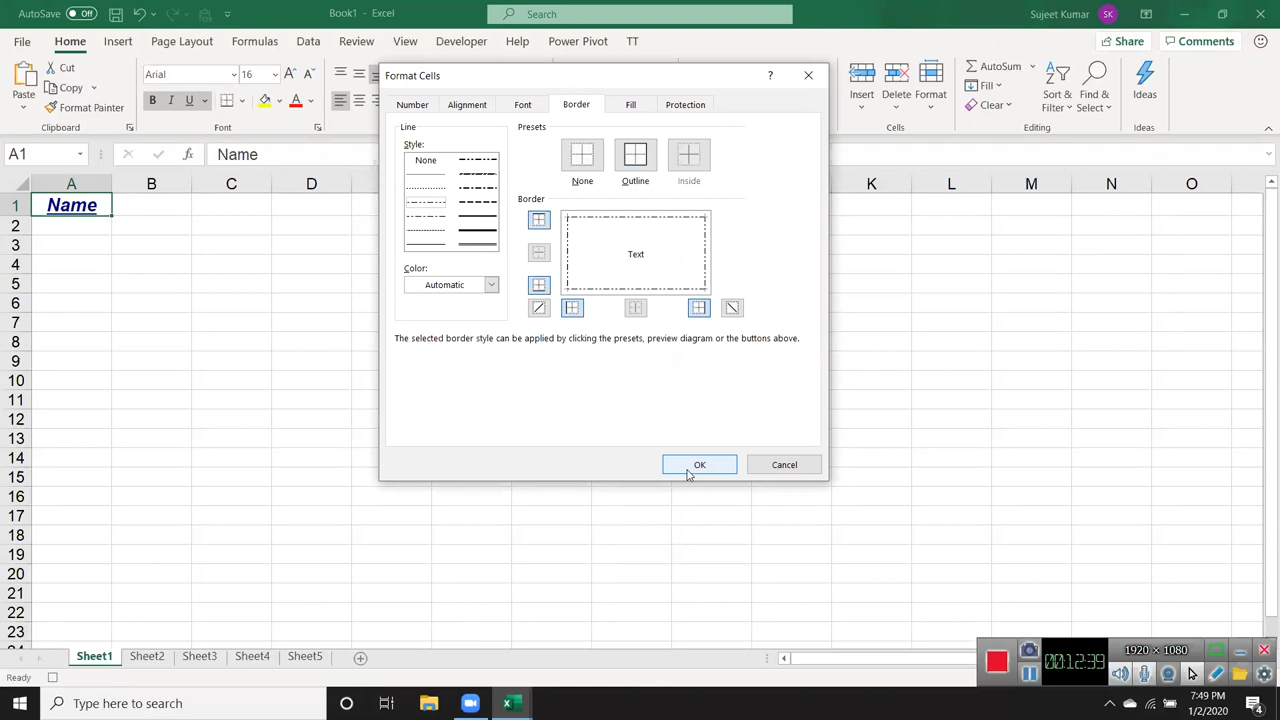 AutoSave Off Book1 - Excel Search Sujeet Kumar SK
File Home Insert Page Layout Formulas Data Review View Developer Help Power Pivot TT Share Comments
Paste Cut Copy Format Painter Clipboard
Arial 16 A A B I U A Font
Insert Delete Format Cells
AutoSum Fill Clear Sort & Filter Find & Select Editing
Ideas Ideas
A1 fx Name
A B C D K L M N O
1 Name
2
3
4
5
6
7
8
9
10
11
12
13
14
15
16
17
18
19
20
21
22
23
Format Cells ?
Number Alignment Font Border Fill Protection
Line Presets
Style:
None
None Outline Inside
Border
Text
Color:
Automatic
The selected border style can be applied by clicking the presets, preview diagram or the buttons above.
OK Cancel
Sheet1 Sheet2 Sheet3 Sheet4 Sheet5
Ready
00:12:39 1920 × 1080
Type here to search
7:49 PM
1/2/2020
4